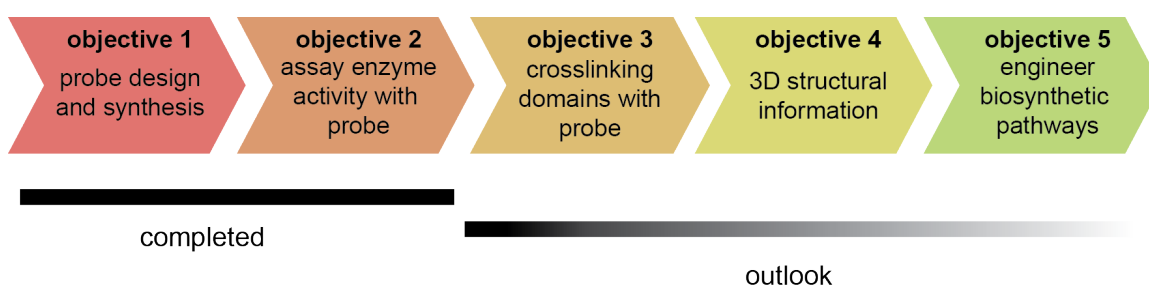 objective 1
probe design
and synthesis
objective 2
assay enzyme
activity with
probe
objective 3
crosslinking
domains with
probe
objective 4
3D structural
information
objective 5
engineer
biosynthetic
pathways
completed
outlook